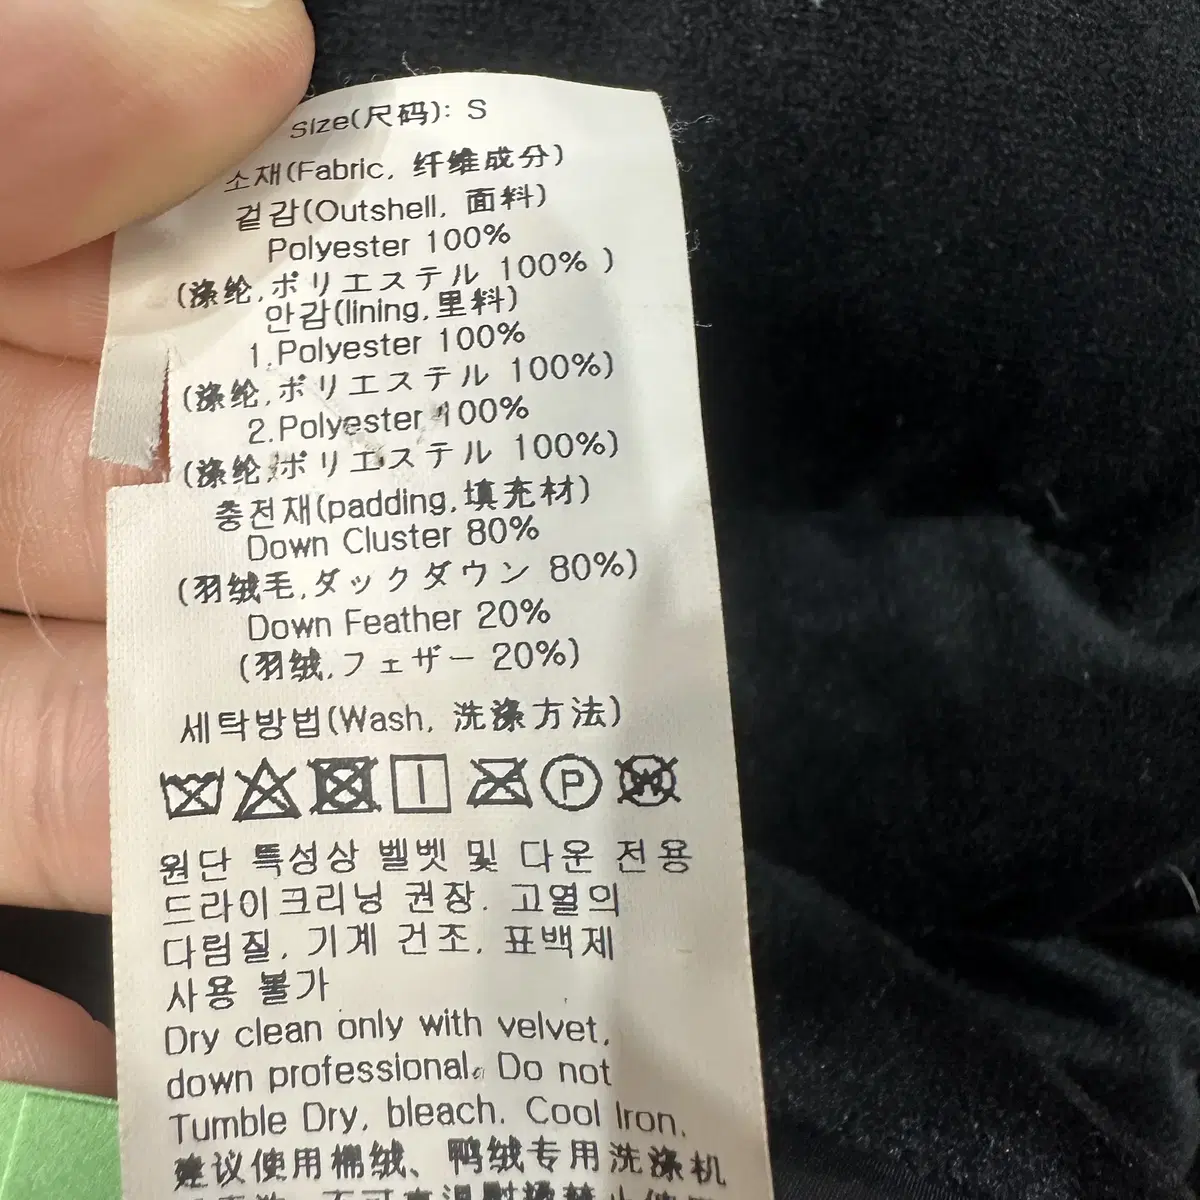 Size(尺码): S
소재(Fabric, 纤维成分)
겉감(Outshell, 面料)
Polyester 100%
(涤纶,ポリエステル 100% )
안감(lining,里料)
1.Polyester 100%
(涤纶,ポリエステル 100%)
2.Polyester 100%
(涤纶,ポリエステル 100%)
충전재(padding,填充材)
Down Cluster 80%
(羽绒毛,ダックダウン 80%)
Down Feather 20%
(羽绒,フェザー 20%)
세탁방법(Wash, 洗涤方法)
P
W
원단 특성상 벨벳 및 다운 전용
드라이크리닝 권장. 고열의
다림질, 기계 건조, 표백제
사용 불가
Dry clean only with velvet,
down professional. Do not
Tumble Dry, bleach. Cool Iron.
建议使用棉绒、鸭绒专用洗涤机